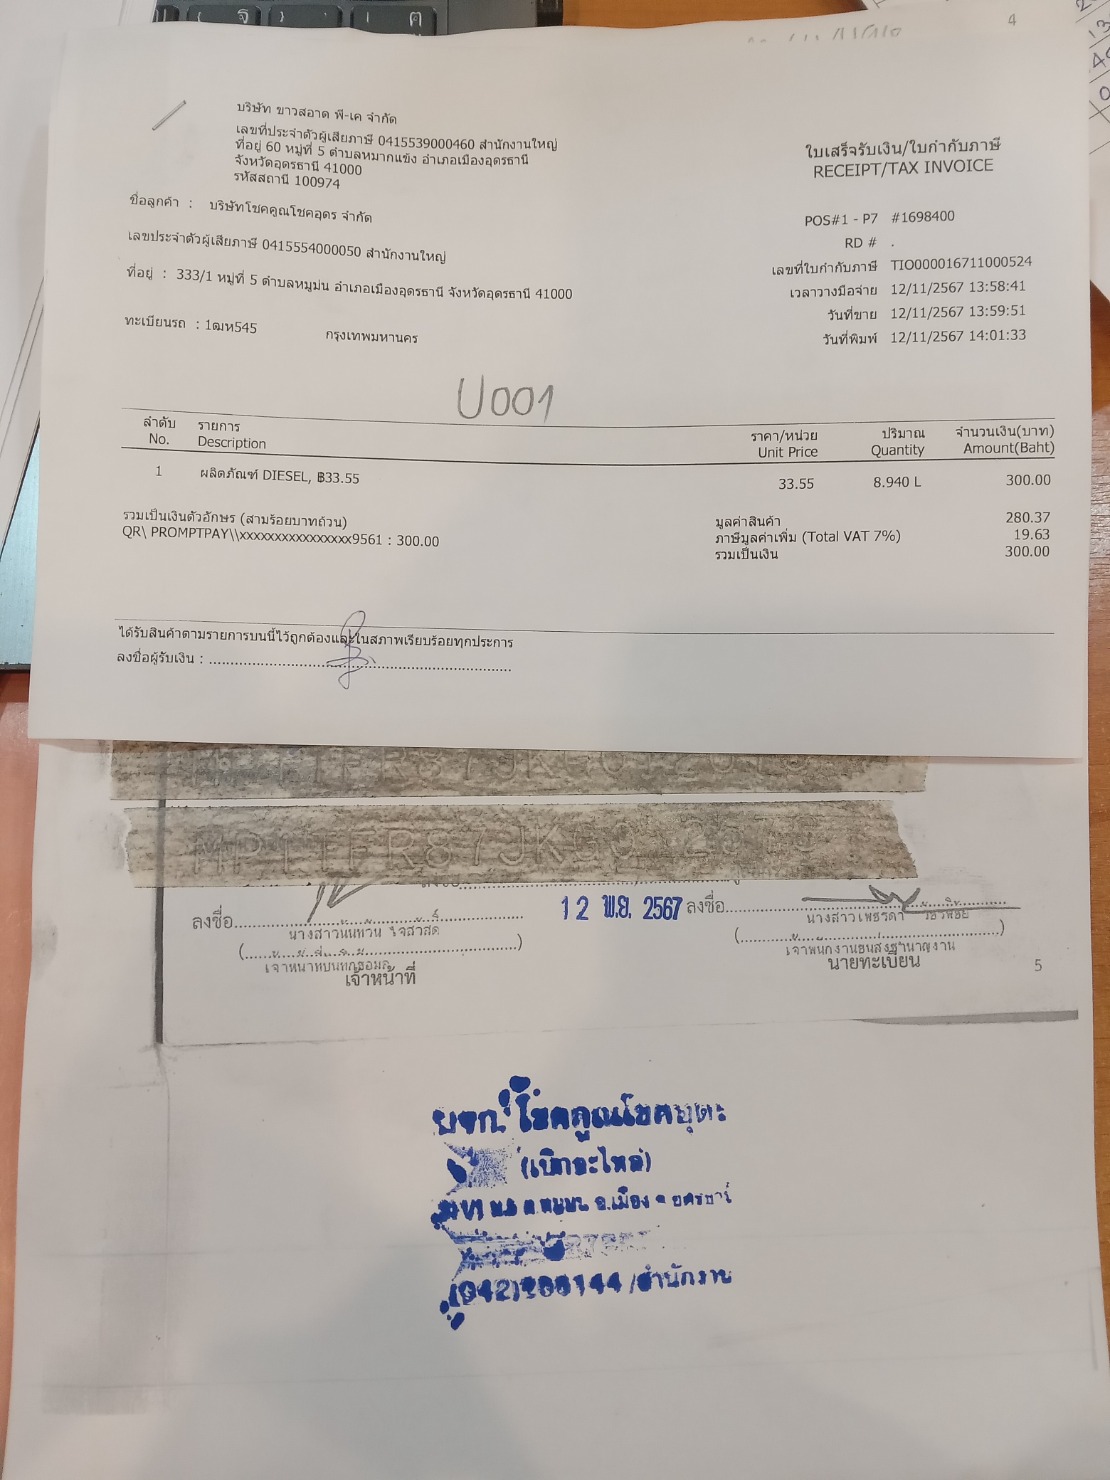 4
บริษัท ขาวสอาด พี-เค จำกัด
เลขที่ประจำตัวผู้เสียภาษี 0415539000460 สำนักงานใหญ่
ที่อยู่ 60 หมู่ที่ 5 ตำบลหมากแข้ง อำเภอเมืองอุดรธานี
จังหวัดอุดรธานี 41000
รหัสสถานี 100974
ใบเสร็จรับเงิน/ใบกำกับภาษี
RECEIPT/TAX INVOICE
ชื่อลูกค้า : บริษัทโชคคูณโชคอุดร จำกัด
เลขประจำตัวผู้เสียภาษี 0415554000050 สำนักงานใหญ่
ที่อยู่ : 333/1 หมู่ที่ 5 ตำบลหมูม่น อำเภอเมืองอุดรธานี จังหวัดอุดรธานี 41000
ทะเบียนรถ : 1ฒห545 กรุงเทพมหานคร
POS#1 - P7 #1698400
RD # .
เลขที่ใบกำกับภาษี TIO000016711000524
เวลาวางมือจ่าย 12/11/2567 13:58:41
วันที่ขาย 12/11/2567 13:59:51
วันที่พิมพ์ 12/11/2567 14:01:33
U001
ลำดับ รายการ ราคา/หน่วย ปริมาณ จำนวนเงิน(บาท)
No. Description Unit Price Quantity Amount(Baht)
1 ผลิตภัณฑ์ DIESEL, ฿33.55 33.55 8.940 L 300.00
รวมเป็นเงินตัวอักษร (สามร้อยบาทถ้วน)
QR\ PROMPTPAY\\xxxxxxxxxxxxxxxx9561 : 300.00
มูลค่าสินค้า 280.37
ภาษีมูลค่าเพิ่ม (Total VAT 7%) 19.63
รวมเป็นเงิน 300.00
ได้รับสินค้าตามรายการบนนี้ไว้ถูกต้องและในสภาพเรียบร้อยทุกประการ
ลงชื่อผู้รับเงิน :
ลงชื่อ 12 พ.ย. 2567 ลงชื่อ
เจ้าหน้าที่ นายทะเบียน
5
บจก. โชคคูณโชคอุดร
(เบิกอะไหล่)
/สำนักงาน